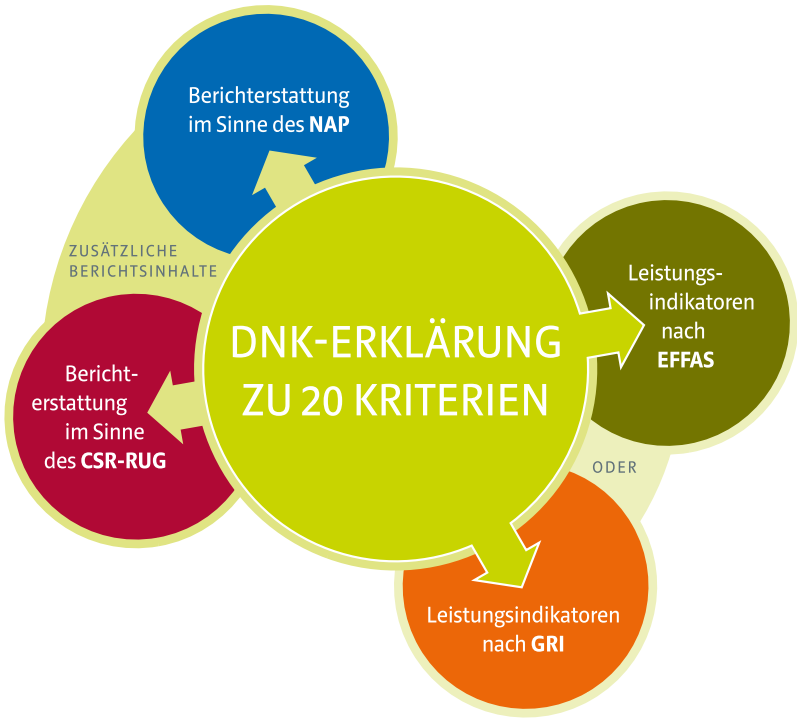 Berichterstattung
im Sinne des NAP
ZUSÄTZLICHE
BERICHTSINHALTE
Bericht-
erstattung
im Sinne
des CSR-RUG
DNK-ERKLÄRUNG
ZU 20 KRITERIEN
Leistungs-
indikatoren
nach
EFFAS
ODER
Leistungsindikatoren
nach GRI